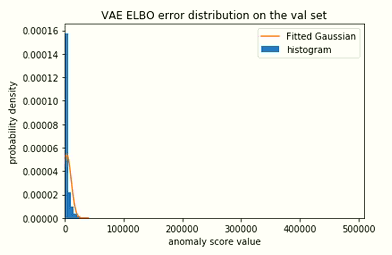 VAE ELBO error distribution on the val set
Fitted Gaussian
histogram
probability density
0.00016
0.00014
0.00012
0.00010
0.00008
0.00006
0.00004
0.00002
0.00000
0 100000 200000 300000 400000 500000
anomaly score value